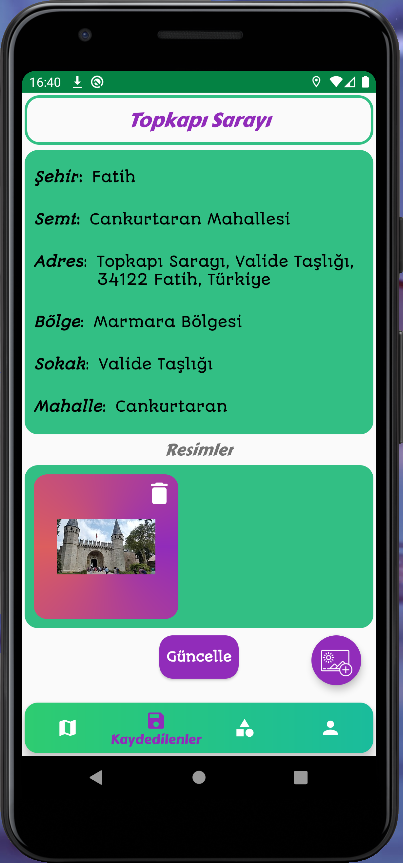 16:40
Topkapı Sarayı
Şehir: Fatih
Semt: Cankurtaran Mahallesi
Adres: Topkapı Sarayı, Valide Taşlığı,
34122 Fatih, Türkiye
Bölge: Marmara Bölgesi
Sokak: Valide Taşlığı
Mahalle: Cankurtaran
Resimler
Güncelle
Kaydedilenler